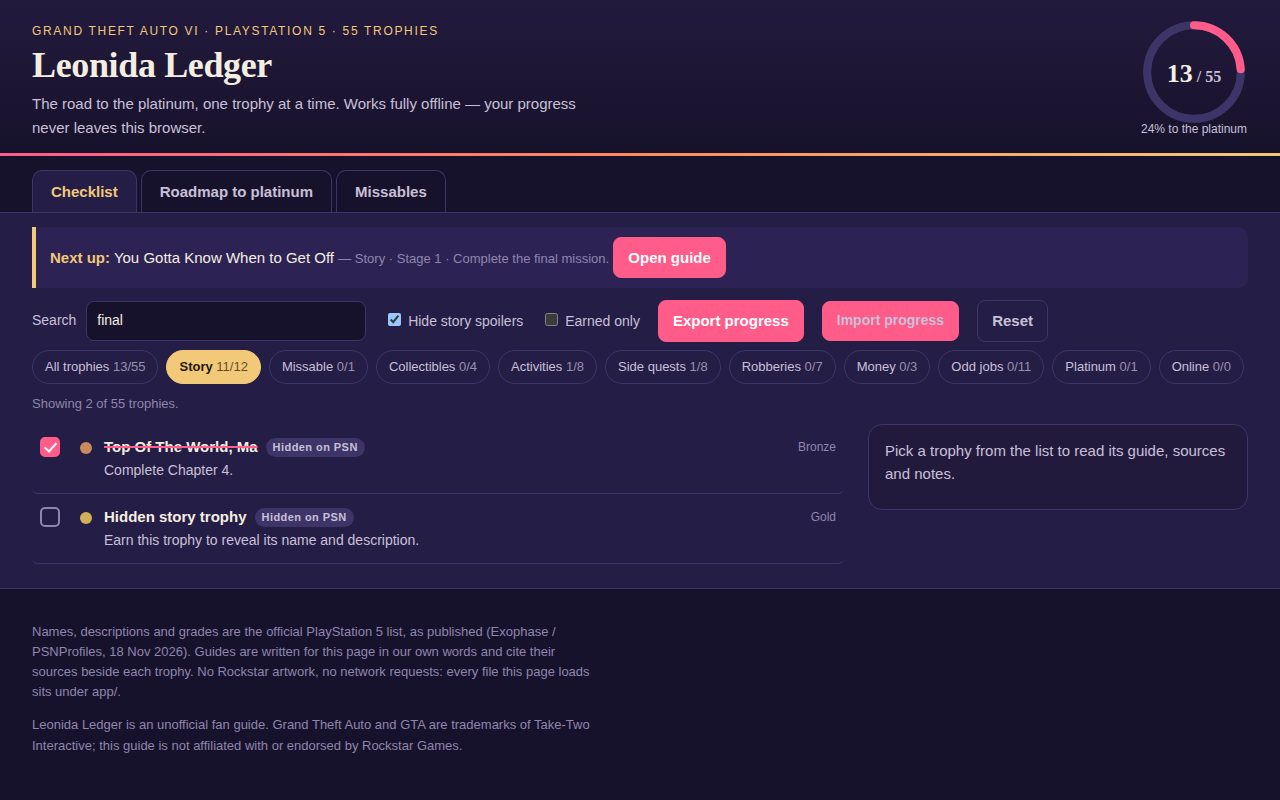 GRAND THEFT AUTO VI · PLAYSTATION 5 · 55 TROPHIES
Leonida Ledger
The road to the platinum, one trophy at a time. Works fully offline — your progress
never leaves this browser.
13 / 55
24% to the platinum
Checklist
Roadmap to platinum
Missables
Next up: You Gotta Know When to Get Off — Story · Stage 1 · Complete the final mission.
Open guide
Search
final
Hide story spoilers
Earned only
Export progress
Import progress
Reset
All trophies 13/55
Story 11/12
Missable 0/1
Collectibles 0/4
Activities 1/8
Side quests 1/8
Robberies 0/7
Money 0/3
Odd jobs 0/11
Platinum 0/1
Online 0/0
Showing 2 of 55 trophies.
Top Of The World, Ma
Hidden on PSN
Bronze
Complete Chapter 4.
Hidden story trophy
Hidden on PSN
Gold
Earn this trophy to reveal its name and description.
Pick a trophy from the list to read its guide, sources
and notes.
Names, descriptions and grades are the official PlayStation 5 list, as published (Exophase /
PSNProfiles, 18 Nov 2026). Guides are written for this page in our own words and cite their
sources beside each trophy. No Rockstar artwork, no network requests: every file this page loads
sits under app/.
Leonida Ledger is an unofficial fan guide. Grand Theft Auto and GTA are trademarks of Take-Two
Interactive; this guide is not affiliated with or endorsed by Rockstar Games.